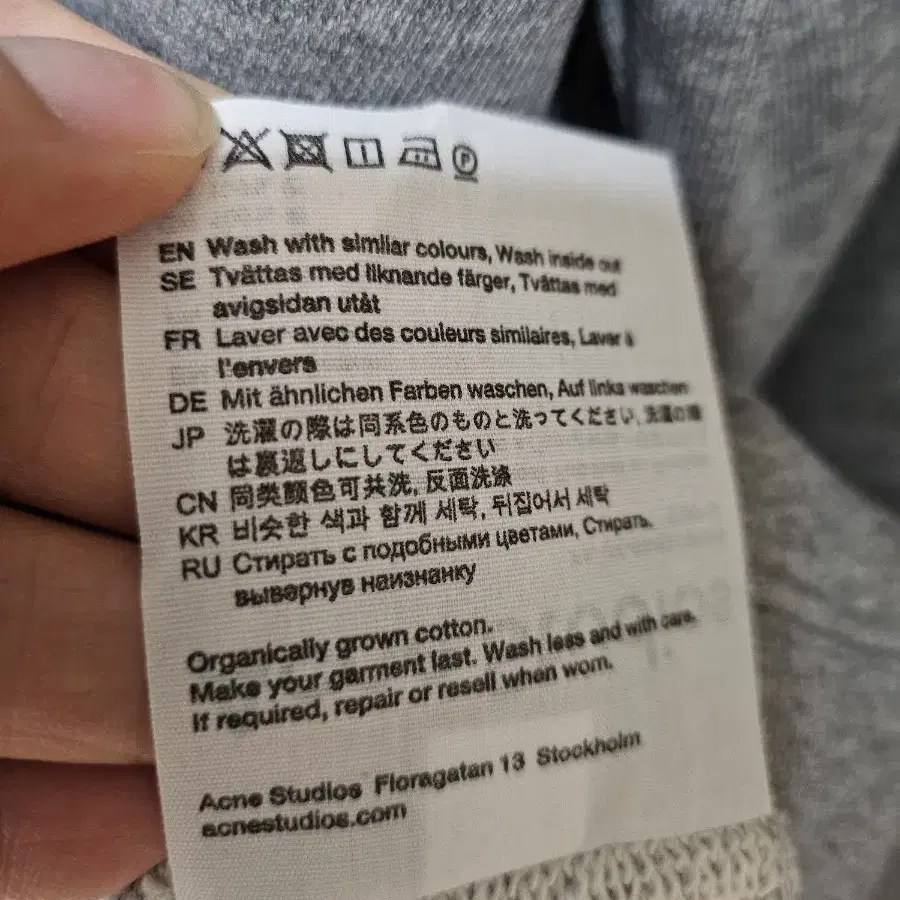 EN Wash with similar colours, Wash inside out
SE Tvättas med liknande färger, Tvättas med
avigsidan utåt
FR Laver avec des couleurs similaires, Laver à
l'envers
DE Mit ähnlichen Farben waschen, Auf links waschen
JP 洗濯の際は同系色のものと洗ってください, 洗濯の際
は裏返しにしてください
CN 同类颜色可共洗, 反面洗涤
KR 비슷한 색과 함께 세탁, 뒤집어서 세탁
RU Стирать с подобными цветами, Стирать,
вывернув наизнанку
Organically grown cotton.
Make your garment last. Wash less and with care.
If required, repair or resell when worn.
Acne Studios Floragatan 13 Stockholm
acnestudios.com